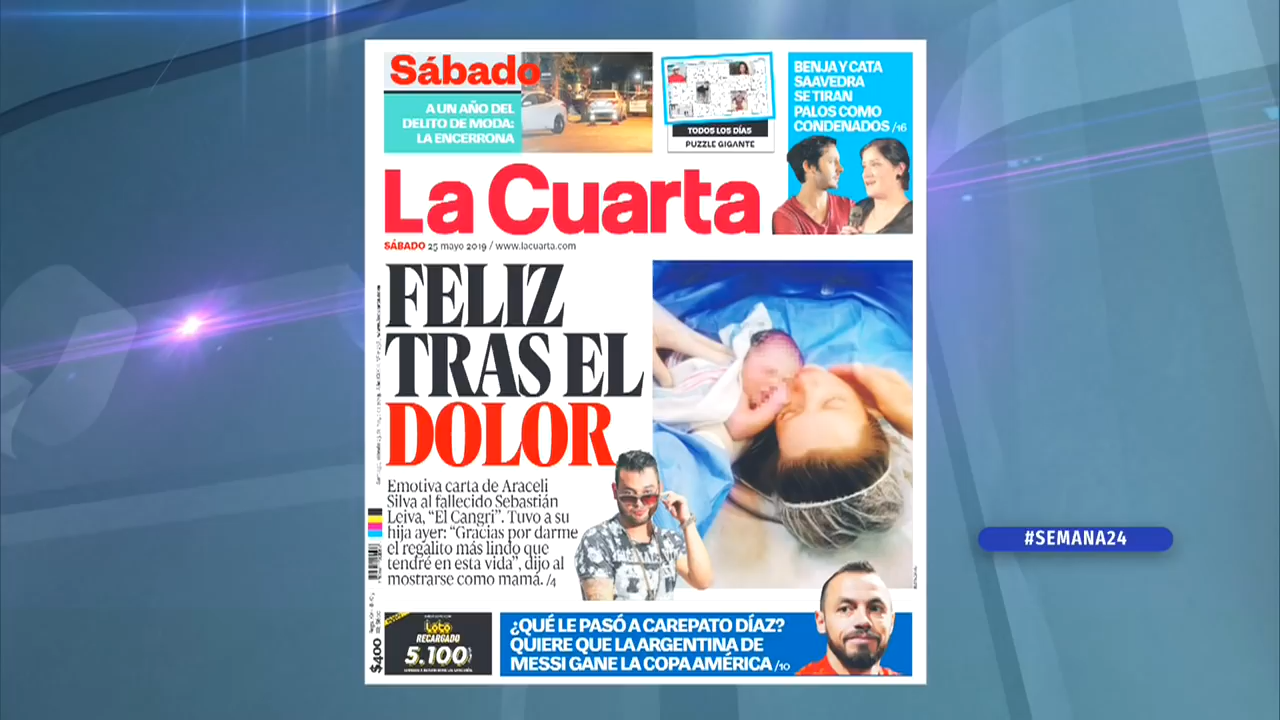 Sábado
A UN AÑO DEL
DELITO DE MODA:
LA ENCERRONA
TODOS LOS DÍAS
PUZZLE GIGANTE
BENJA Y CATA
SAAVEDRA
SE TIRAN
PALOS COMO
CONDENADOS /16
La Cuarta
SÁBADO 25 mayo 2019 / www.lacuarta.com
FELIZ
TRAS EL
DOLOR
Emotiva carta de Araceli
Silva al fallecido Sebastián
Leiva, “El Cangri”. Tuvo a su
hija ayer: “Gracias por darme
el regalito más lindo que
tendré en esta vida”, dijo al
mostrarse como mamá. /4
$400
Loto
RECARGADO
5.100
¿QUÉ LE PASÓ A CAREPATO DÍAZ?
QUIERE QUE LA ARGENTINA DE
MESSI GANE LA COPA AMÉRICA /10
#SEMANA24